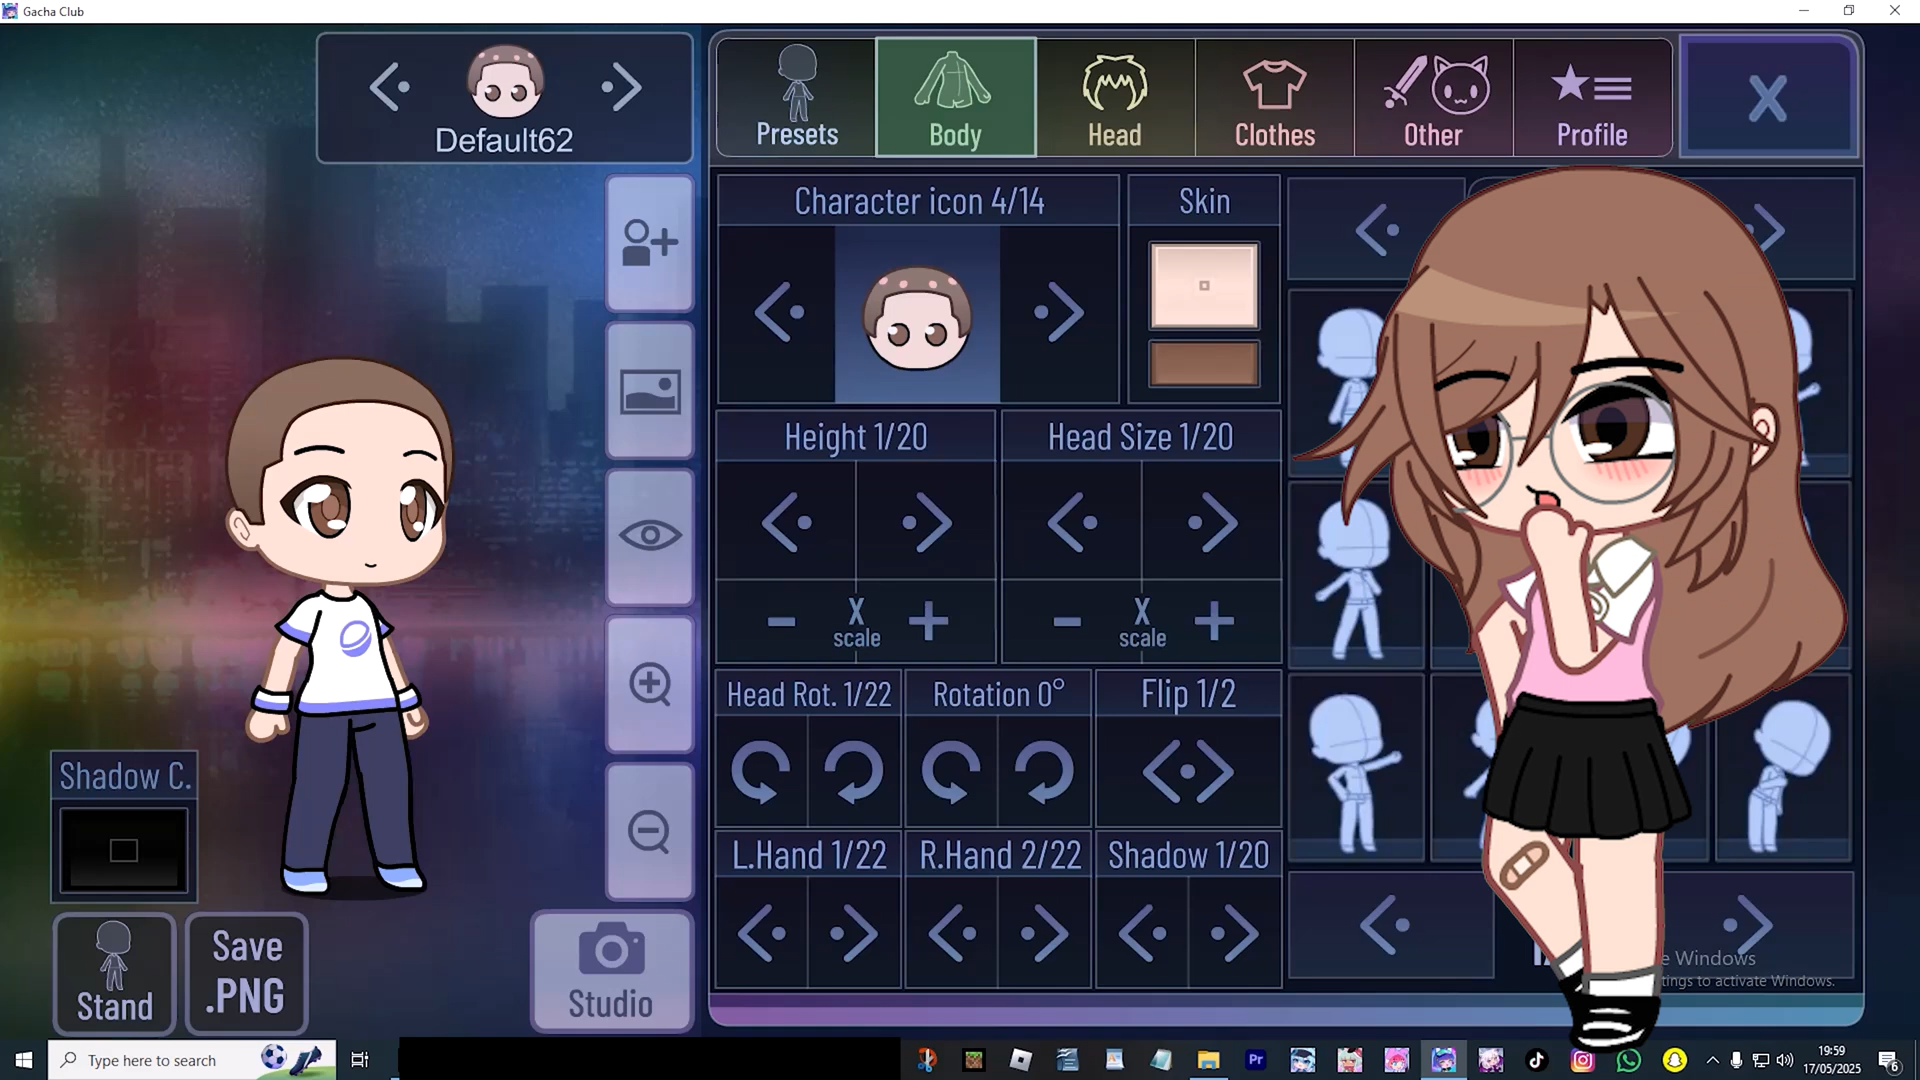 Gacha Club
Default62
Presets
Body
Head
Clothes
Other
Profile
X
Character icon 4/14
Skin
Height 1/20
Head Size 1/20
X
scale
X
scale
Head Rot. 1/22
Rotation 0°
Flip 1/2
L.Hand 1/22
R.Hand 2/22
Shadow 1/20
Shadow C.
Stand
Save
.PNG
Studio
Windows
to activate Windows.
Type here to search
Pr
19:59
17/05/2025
6